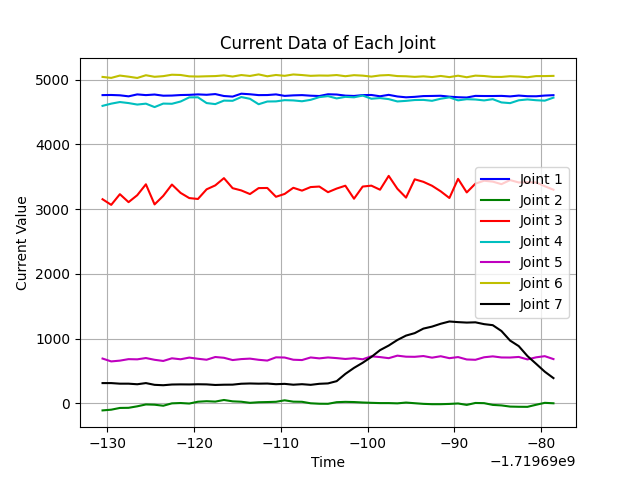 Current Data of Each Joint
5000
4000
3000
2000
1000
0
Current Value
Joint 1
Joint 2
Joint 3
Joint 4
Joint 5
Joint 6
Joint 7
−130 −120 −110 −100 −90 −80
Time
−1.71969e9